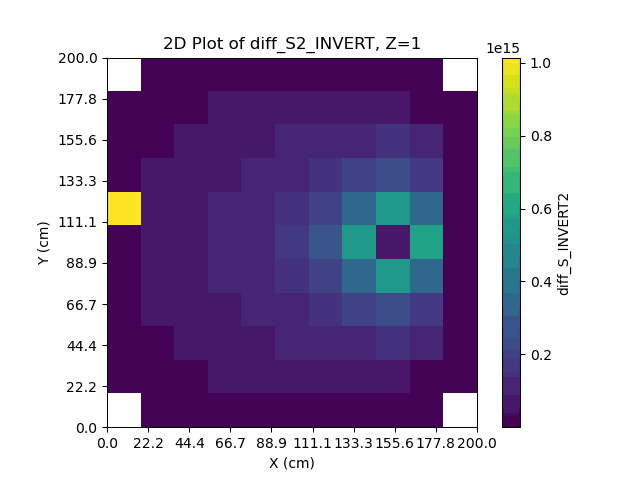 2D Plot of diff_S2_INVERT, Z=1
1e15
200.0
177.8
155.6
133.3
111.1
88.9
66.7
44.4
22.2
0.0
Y (cm)
0.0 22.2 44.4 66.7 88.9 111.1 133.3 155.6 177.8 200.0
X (cm)
1.0
0.8
0.6
0.4
0.2
diff_S_INVERT2